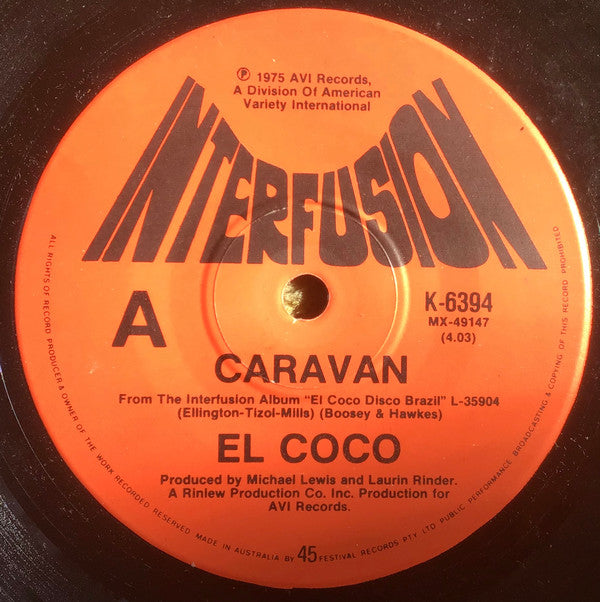 ℗ 1975 AVI Records,
A Division Of American
Variety International
INTERFUSION
A
K-6394
MX-49147
(4.03)
CARAVAN
From The Interfusion Album "El Coco Disco Brazil" L-35904
(Ellington-Tizol-Mills) (Boosey & Hawkes)
EL COCO
Produced by Michael Lewis and Laurin Rinder.
A Rinlew Production Co. Inc. Production for
AVI Records.
ALL RIGHTS OF RECORD PRODUCER & OWNER OF THE WORK RECORDED RESERVED MADE IN AUSTRALIA BY 45 FESTIVAL RECORDS PTY LTD PUBLIC PERFORMANCE BROADCASTING & COPYING OF THIS RECORD PROHIBITED